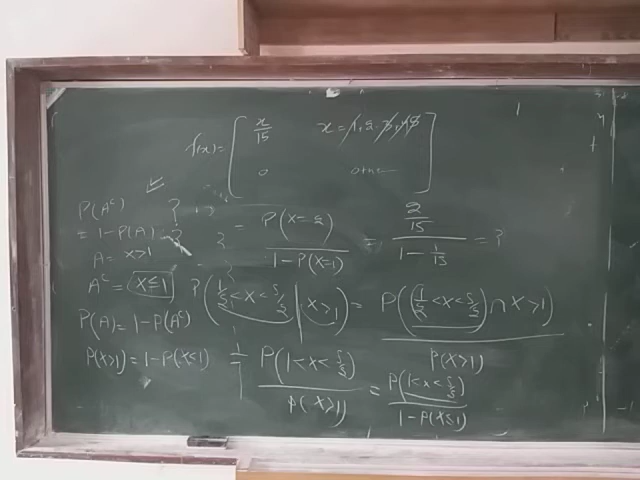 f(x) = [ x/15 x = 1, 2, 3, 4, 5
0 other ]
P(A^c)
= 1 - P(A)
A = x > 1
A^c = x ≤ 1
P(A) = 1 - P(A^c)
P(X>1) = 1 - P(X≤1)
= P(X=2) / 1 - P(X=1) = 2/15 / 1 - 1/15 = ?
P(1/2 < x < 5/2 | x > 1) = P((1/2 < x < 5/2) ∩ X > 1) / P(X>1)
= P(1 < x < 5/2) / P(X>1) = P(1 < x < 5/2) / 1 - P(X≤1)